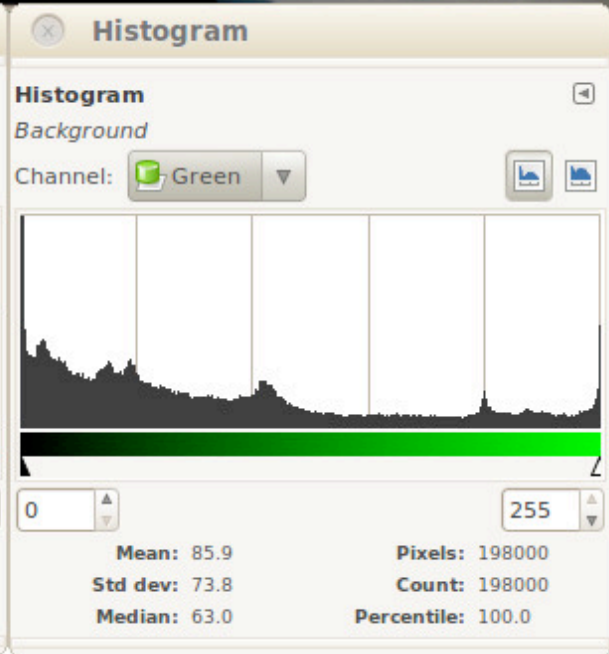 Histogram
Histogram
Background
Channel: Green
0 255
Mean: 85.9 Pixels: 198000
Std dev: 73.8 Count: 198000
Median: 63.0 Percentile: 100.0